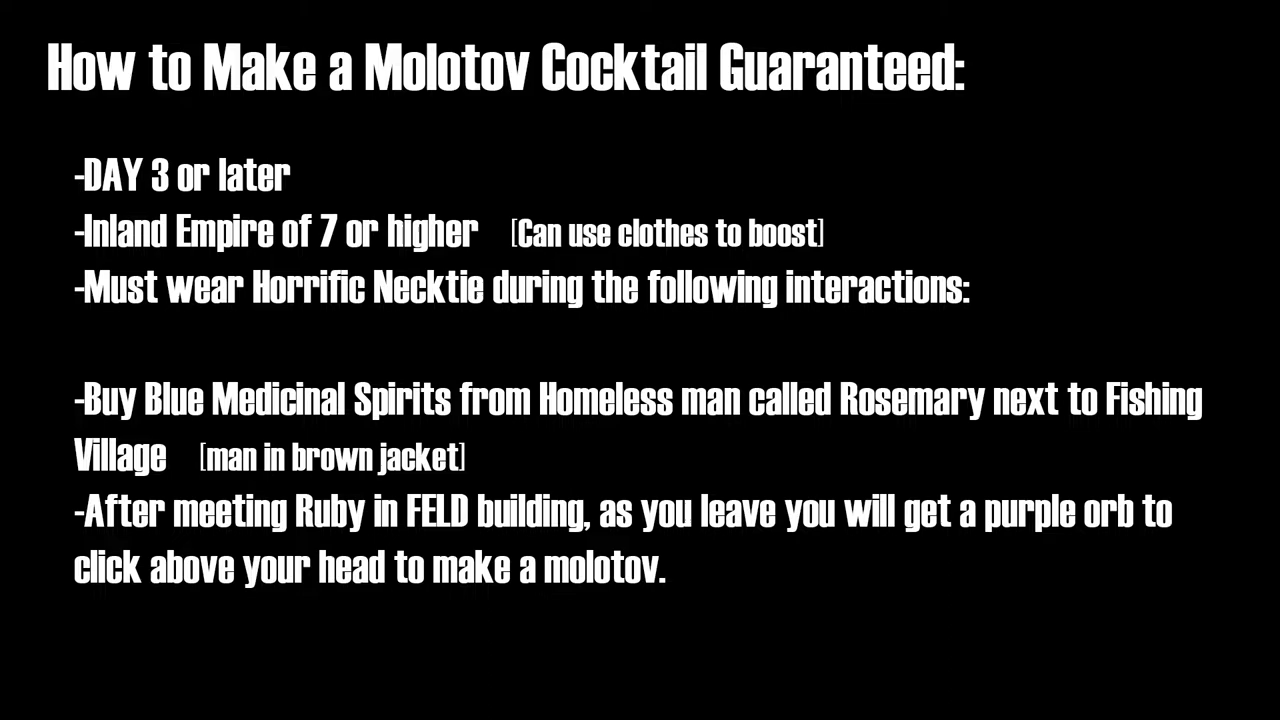 How to Make a Molotov Cocktail Guaranteed:
-DAY 3 or later
-Inland Empire of 7 or higher [Can use clothes to boost]
-Must wear Horrific Necktie during the following interactions:
-Buy Blue Medicinal Spirits from Homeless man called Rosemary next to Fishing
Village [man in brown jacket]
-After meeting Ruby in FELD building, as you leave you will get a purple orb to
click above your head to make a molotov.